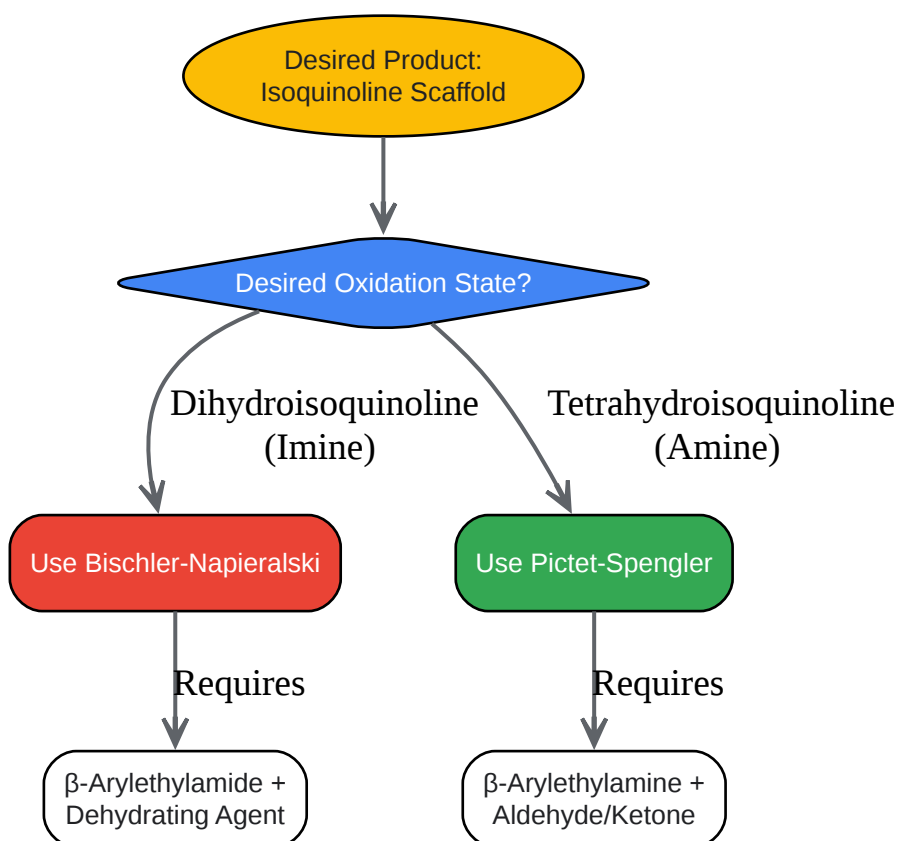 Desired Product:
Isoquinoline Scaffold
Desired Oxidation State?
Dihydroisoquinoline
(Imine)
Tetrahydroisoquinoline
(Amine)
Use Bischler-Napieralski
Use Pictet-Spengler
Requires
Requires
β-Arylethylamide +
Dehydrating Agent
β-Arylethylamine +
Aldehyde/Ketone